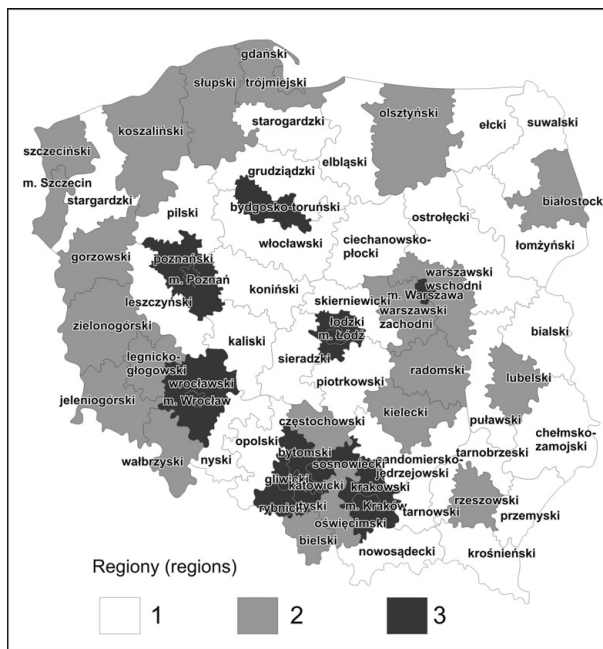 gdański
słupski
trójmiejski
koszaliński
starogardzki
olsztyński
ełcki
suwalski
szczeciński
elbląski
grudziądzki
m. Szczecin
stargardzki
bydgosko-toruński
białostocki
pilski
ostrołęcki
włocławski
ciechanowsko-
płocki
łomżyński
gorzowski
poznański
m. Poznań
warszawski
wschodni
leszczyński
koniński
skierniewicki
m. Warszawa
warszawski
zachodni
zielonogórski
łodzki
m. Łódź
bialski
kaliski
legnicko-
głogowski
sieradzki
wrocławski
piotrkowski
radomski
lubelski
jeleniogórski
m. Wrocław
kielecki
puławski
częstochowski
chełmsko-
zamojski
opolski
wałbrzyski
nyski
bytomski
sosnowiecki
sandomiersko-
jędrzejowski
tarnobrzeski
gliwicki
katowicki
krakowski
rzeszowski
rybnicki
tyski
m. Kraków
tarnowski
przemyski
oświęcimski
bielski
nowosądecki
krośnieński
Regiony (regions)
1
2
3